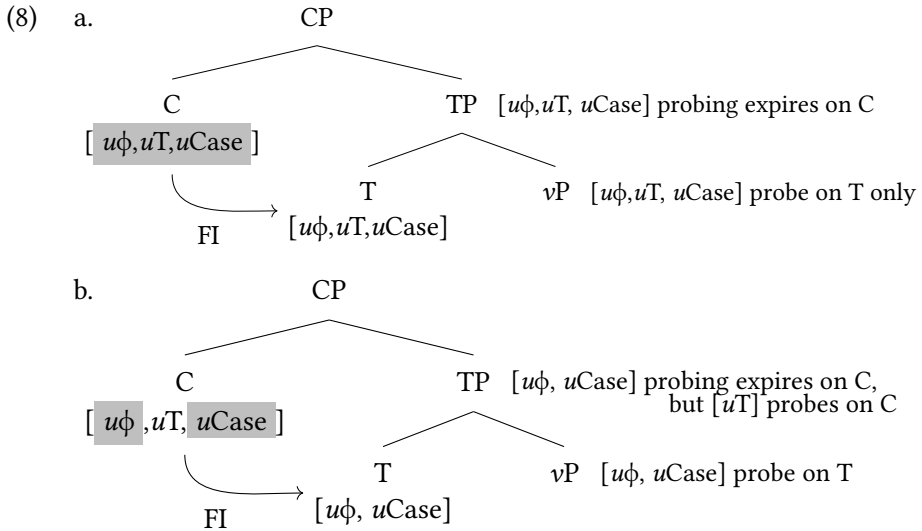 (8) a. CP
C TP [uϕ,uT, uCase] probing expires on C
[ uϕ,uT,uCase ]
T vP [uϕ,uT, uCase] probe on T only
FI [uϕ,uT,uCase]
b. CP
C TP [uϕ, uCase] probing expires on C,
but [uT] probes on C
[ uϕ ,uT, uCase ]
T vP [uϕ, uCase] probe on T
FI [uϕ, uCase]